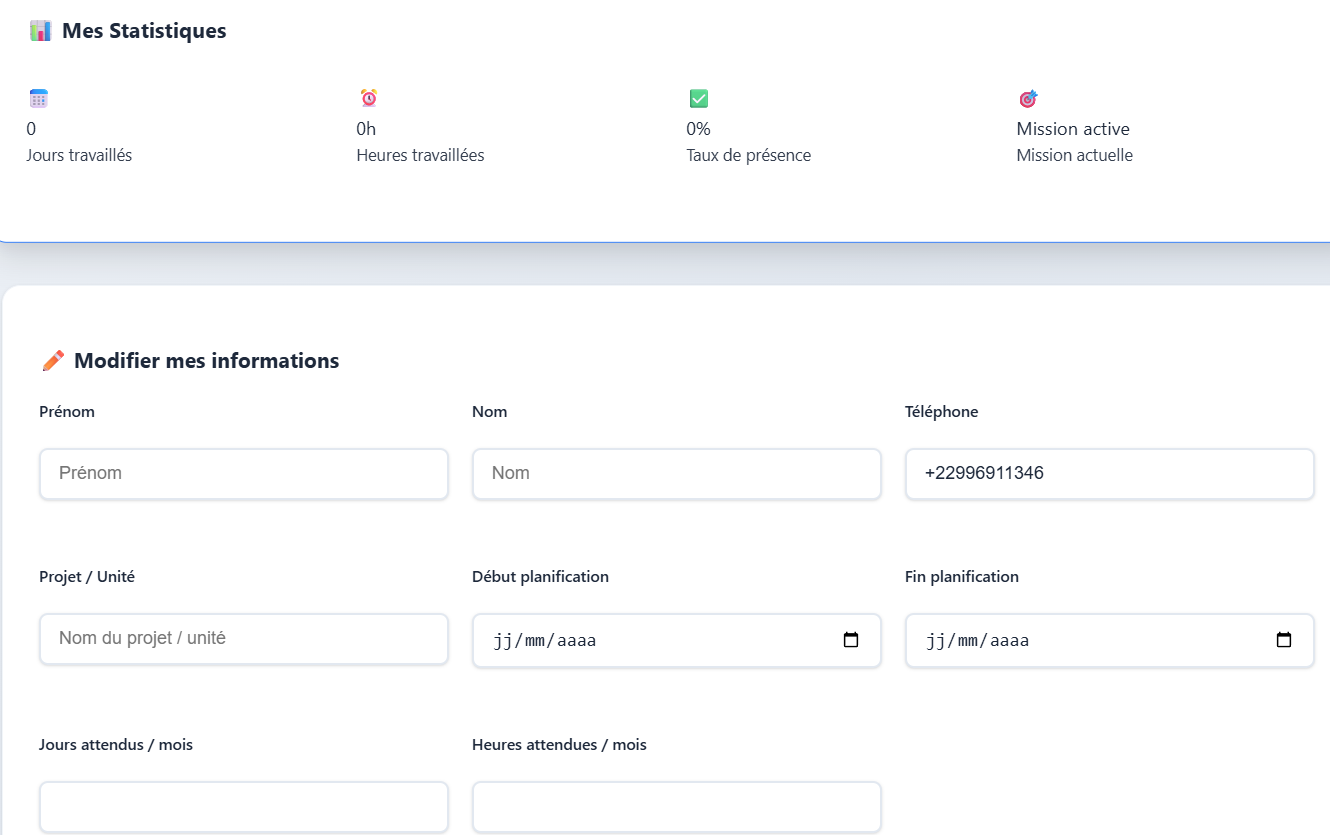 Mes Statistiques
0
Jours travaillés
0h
Heures travaillées
0%
Taux de présence
Mission active
Mission actuelle
Modifier mes informations
Prénom
Prénom
Nom
Nom
Téléphone
+22996911346
Projet / Unité
Nom du projet / unité
Début planification
jj/mm/aaaa
Fin planification
jj/mm/aaaa
Jours attendus / mois
Heures attendues / mois